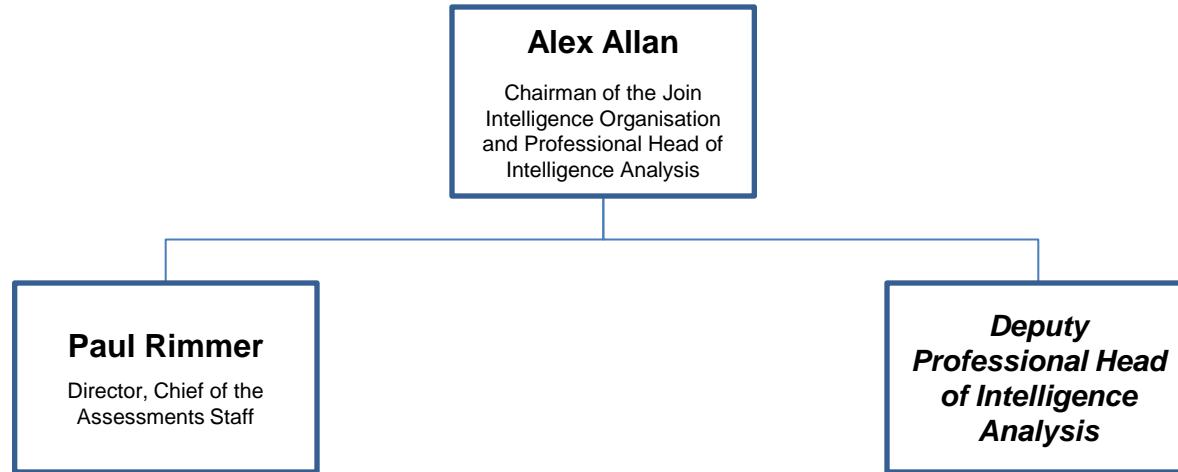 Alex Allan
Chairman of the Join
Intelligence Organisation
and Professional Head of
Intelligence Analysis
Paul Rimmer
Director, Chief of the
Assessments Staff
Deputy
Professional Head
of Intelligence
Analysis